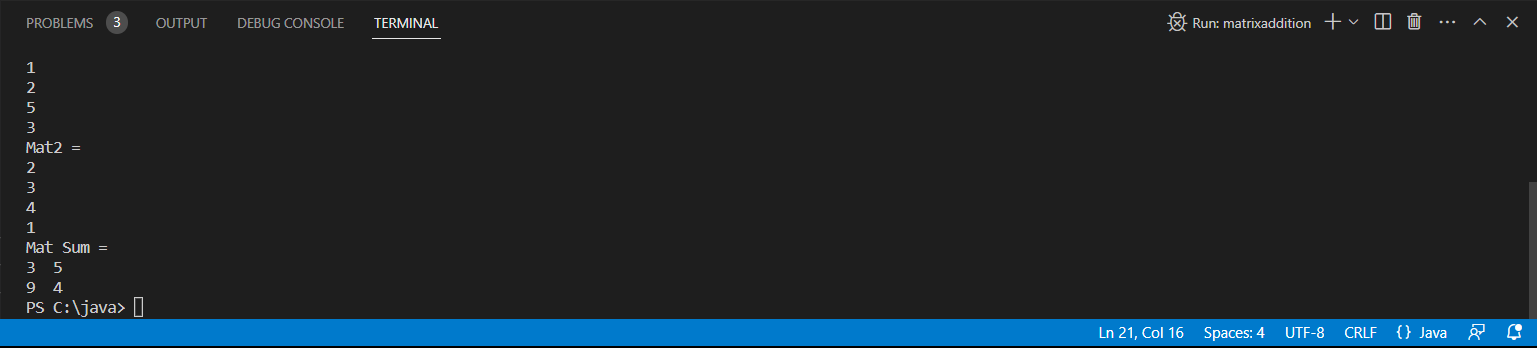 PROBLEMS 3 OUTPUT DEBUG CONSOLE TERMINAL Run: matrixaddition
1
2
5
3
Mat2 =
2
3
4
1
Mat Sum =
3  5
9  4
PS C:\java>
Ln 21, Col 16 Spaces: 4 UTF-8 CRLF {} Java